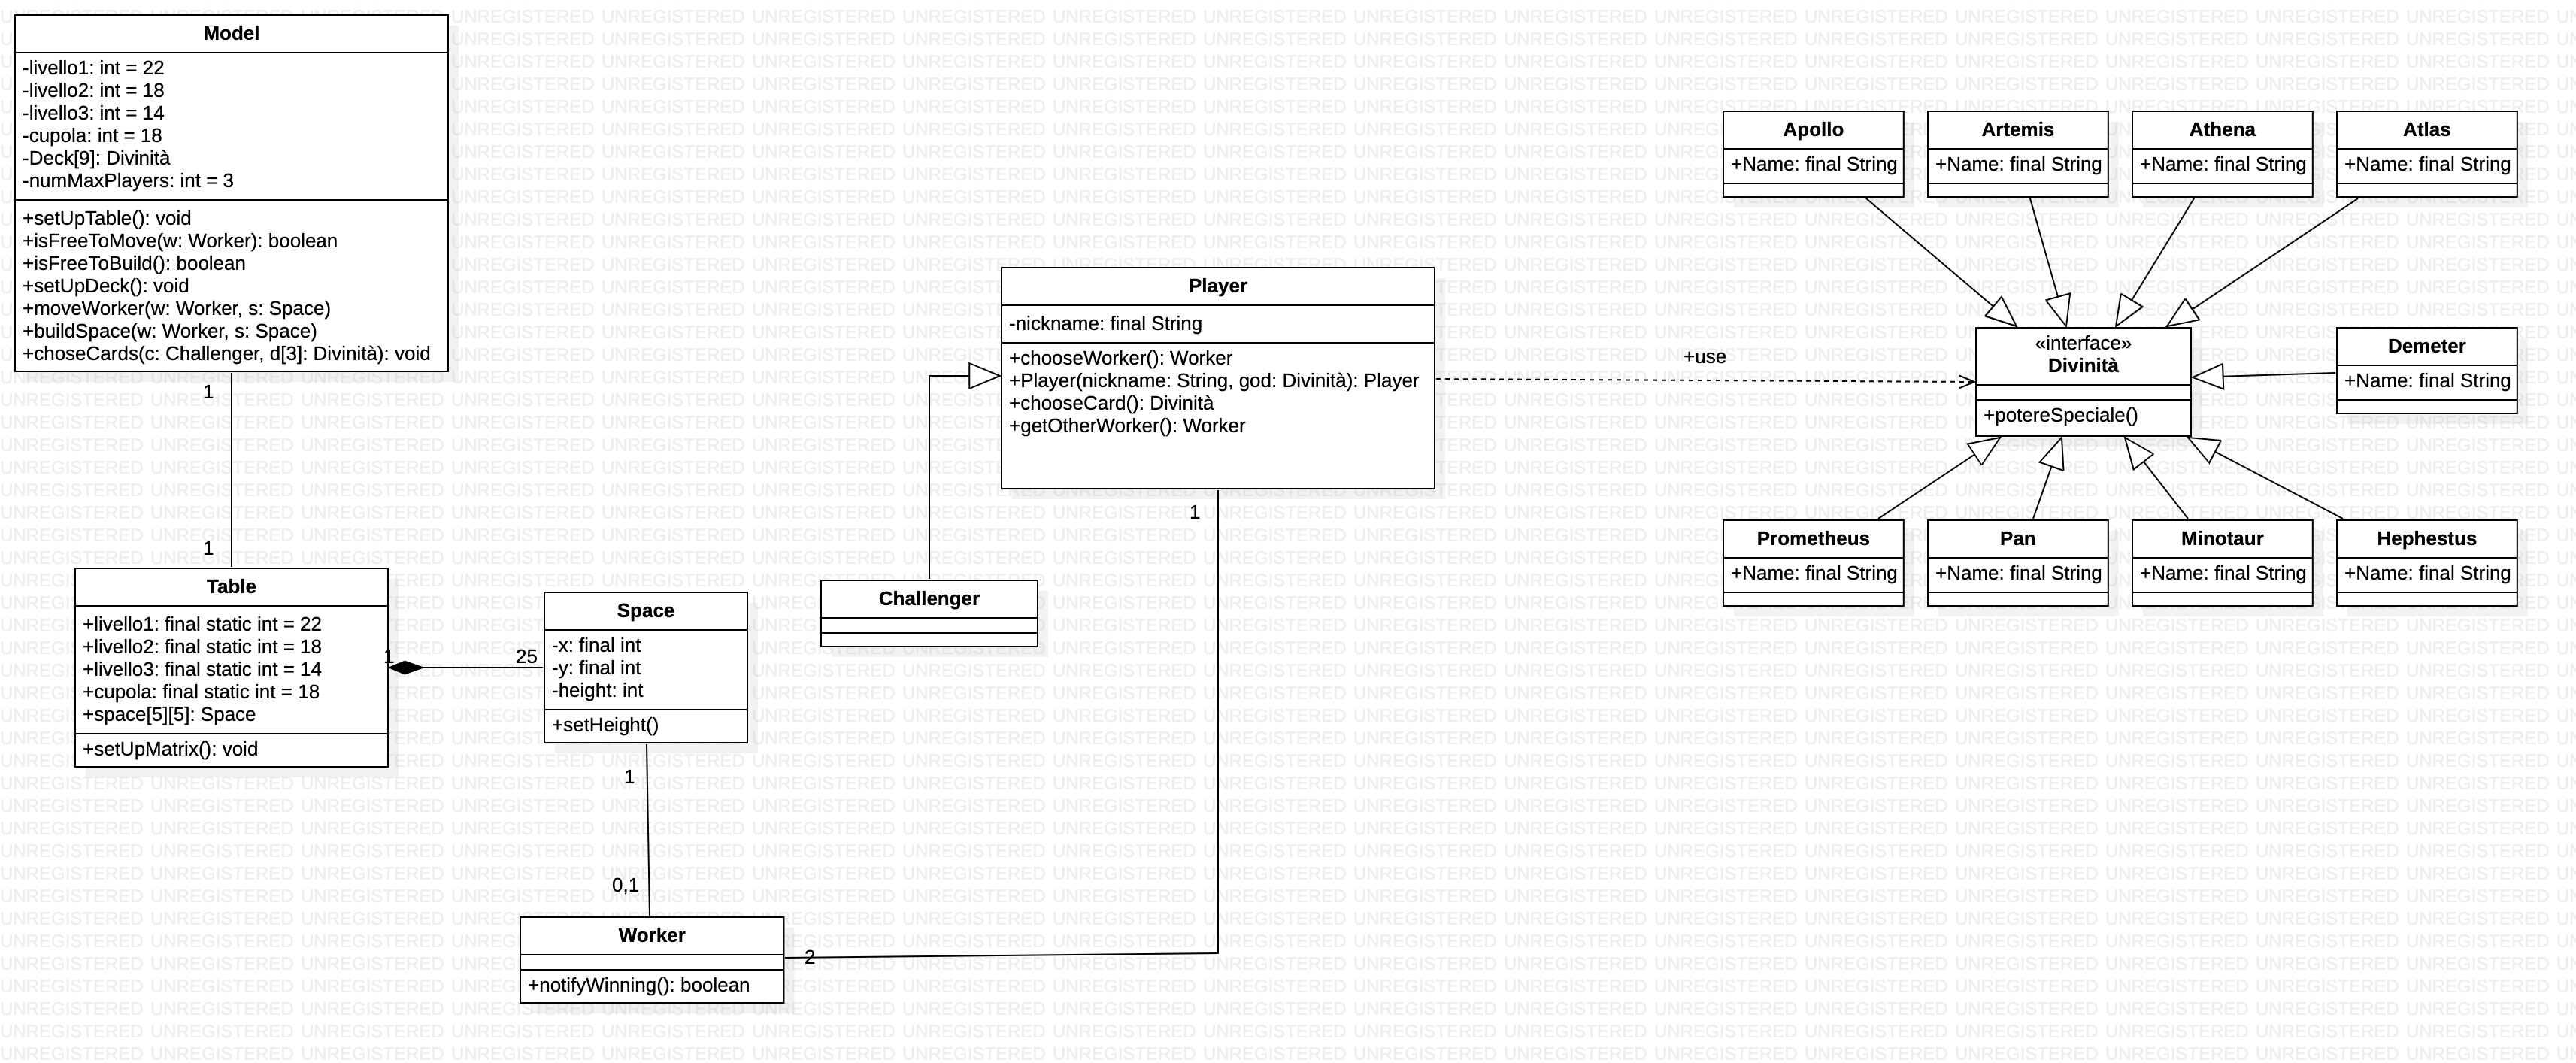 Model
-livello1: int = 22
-livello2: int = 18
-livello3: int = 14
-cupola: int = 18
-Deck[9]: Divinità
-numMaxPlayers: int = 3
+setUpTable(): void
+isFreeToMove(w: Worker): boolean
+isFreeToBuild(): boolean
+setUpDeck(): void
+moveWorker(w: Worker, s: Space)
+buildSpace(w: Worker, s: Space)
+choseCards(c: Challenger, d[3]: Divinità): void
1
1
Table
+livello1: final static int = 22
+livello2: final static int = 18
+livello3: final static int = 14
+cupola: final static int = 18
+space[5][5]: Space
+setUpMatrix(): void
1
25
Space
-x: final int
-y: final int
-height: int
+setHeight()
1
0,1
Worker
+notifyWinning(): boolean
2
Challenger
Player
-nickname: final String
+chooseWorker(): Worker
+Player(nickname: String, god: Divinità): Player
+chooseCard(): Divinità
+getOtherWorker(): Worker
1
+use
Apollo
+Name: final String
Artemis
+Name: final String
Athena
+Name: final String
Atlas
+Name: final String
«interface»
Divinità
+potereSpeciale()
Demeter
+Name: final String
Prometheus
+Name: final String
Pan
+Name: final String
Minotaur
+Name: final String
Hephestus
+Name: final String
UNREGISTERED